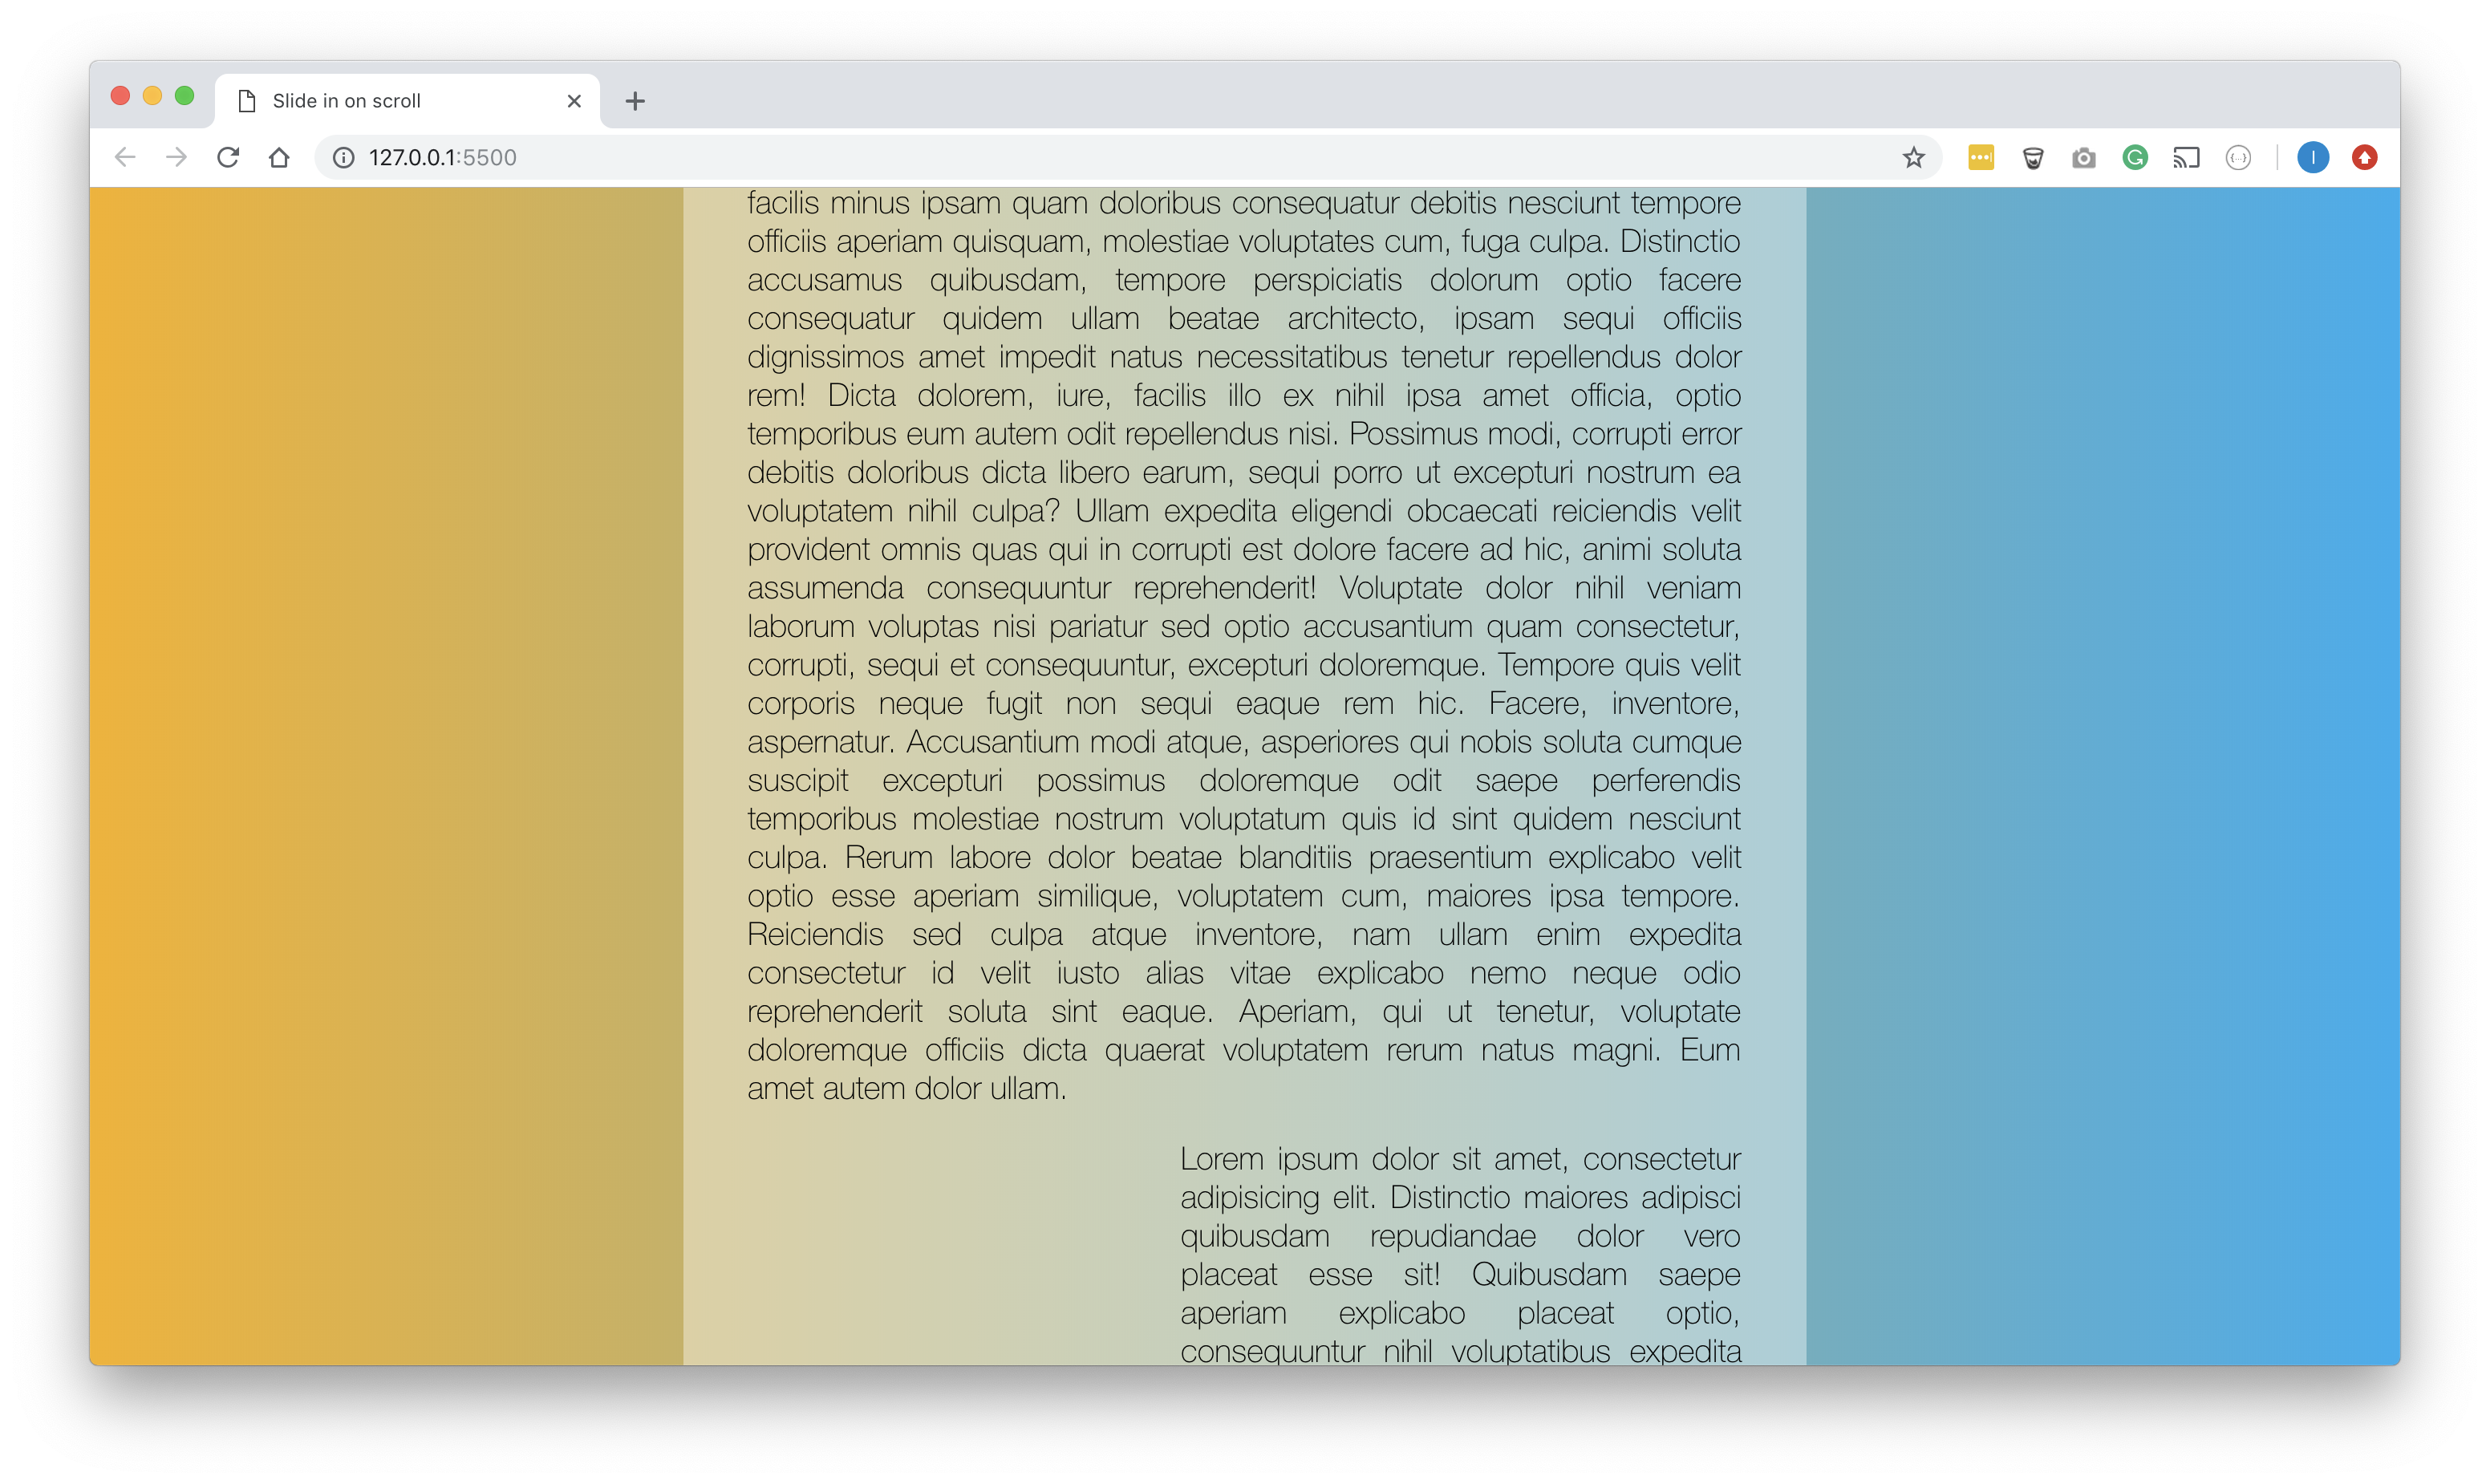 Slide in on scroll
127.0.0.1:5500
facilis minus ipsam quam doloribus consequatur debitis nesciunt tempore
officiis aperiam quisquam, molestiae voluptates cum, fuga culpa. Distinctio
accusamus quibusdam, tempore perspiciatis dolorum optio facere
consequatur quidem ullam beatae architecto, ipsam sequi officiis
dignissimos amet impedit natus necessitatibus tenetur repellendus dolor
rem! Dicta dolorem, iure, facilis illo ex nihil ipsa amet officia, optio
temporibus eum autem odit repellendus nisi. Possimus modi, corrupti error
debitis doloribus dicta libero earum, sequi porro ut excepturi nostrum ea
voluptatem nihil culpa? Ullam expedita eligendi obcaecati reiciendis velit
provident omnis quas qui in corrupti est dolore facere ad hic, animi soluta
assumenda consequuntur reprehenderit! Voluptate dolor nihil veniam
laborum voluptas nisi pariatur sed optio accusantium quam consectetur,
corrupti, sequi et consequuntur, excepturi doloremque. Tempore quis velit
corporis neque fugit non sequi eaque rem hic. Facere, inventore,
aspernatur. Accusantium modi atque, asperiores qui nobis soluta cumque
suscipit excepturi possimus doloremque odit saepe perferendis
temporibus molestiae nostrum voluptatum quis id sint quidem nesciunt
culpa. Rerum labore dolor beatae blanditiis praesentium explicabo velit
optio esse aperiam similique, voluptatem cum, maiores ipsa tempore.
Reiciendis sed culpa atque inventore, nam ullam enim expedita
consectetur id velit iusto alias vitae explicabo nemo neque odio
reprehenderit soluta sint eaque. Aperiam, qui ut tenetur, voluptate
doloremque officiis dicta quaerat voluptatem rerum natus magni. Eum
amet autem dolor ullam.
Lorem ipsum dolor sit amet, consectetur
adipisicing elit. Distinctio maiores adipisci
quibusdam repudiandae dolor vero
placeat esse sit! Quibusdam saepe
aperiam explicabo placeat optio,
consequuntur nihil voluptatibus expedita